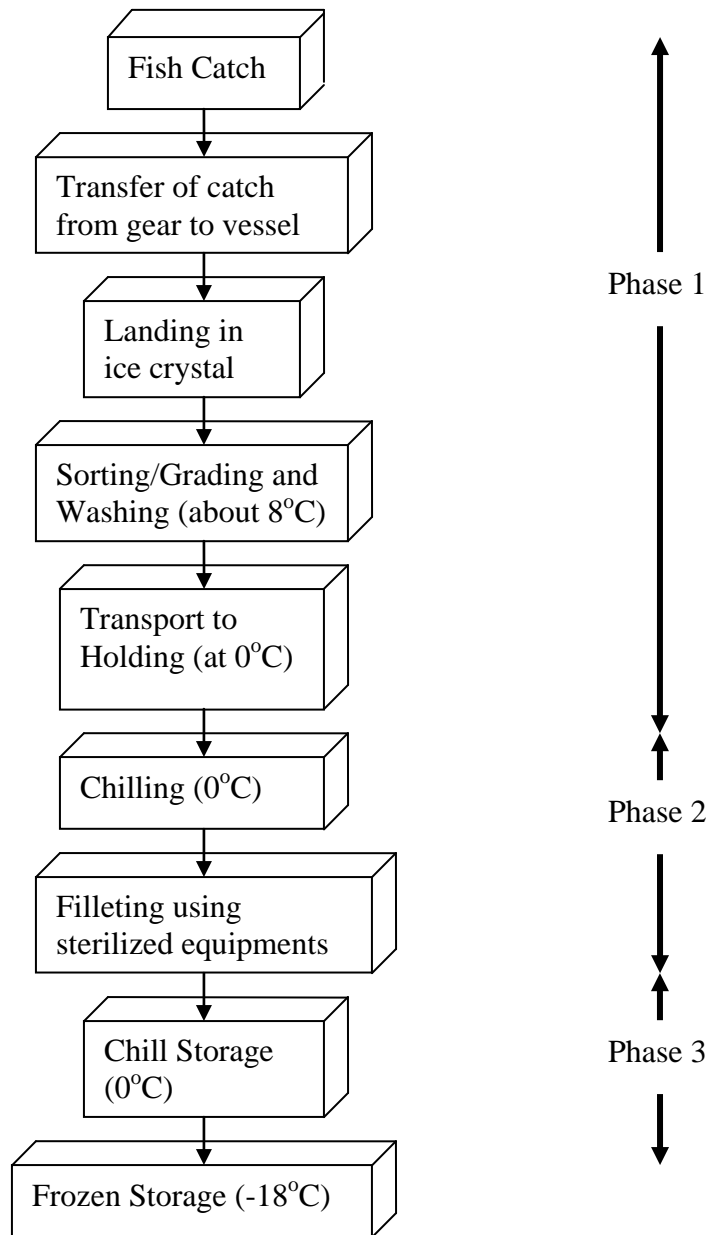 Fish Catch
Transfer of catch
from gear to vessel
Phase 1
Landing in
ice crystal
Sorting/Grading and
Washing (about 8°C)
Transport to
Holding (at 0°C)
Chilling (0°C)
Phase 2
Filleting using
sterilized equipments
Chill Storage
(0°C)
Phase 3
Frozen Storage (-18°C)